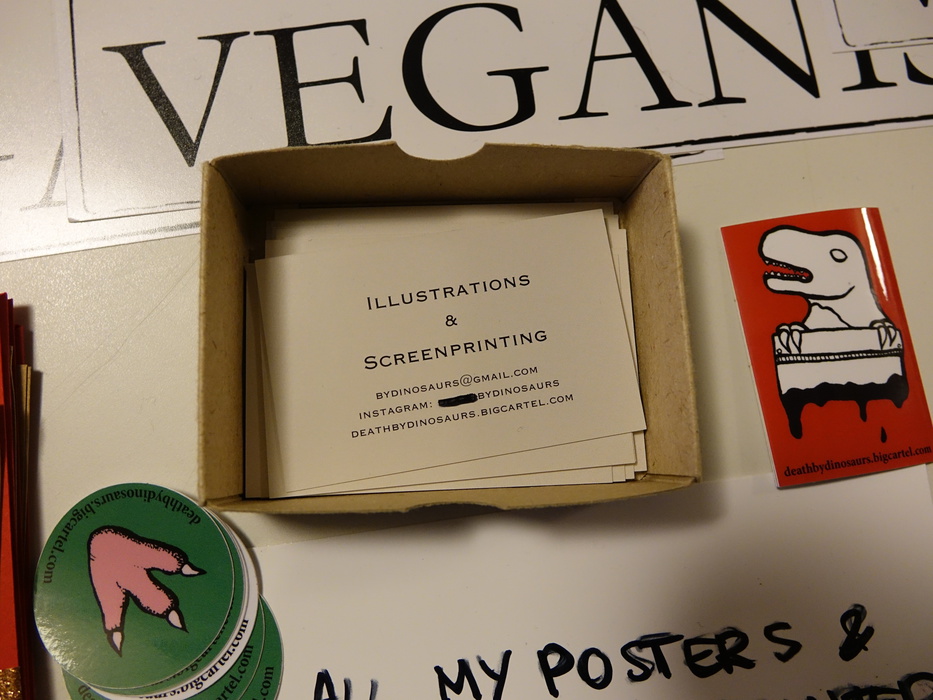 VEGANIS
ILLUSTRATIONS
&
SCREENPRINTING
BYDINOSAURS@GMAIL.COM
INSTAGRAM: BYDINOSAURS
DEATHBYDINOSAURS.BIGCARTEL.COM
deathbydinosaurs.bigcartel.com
deathbydinosaurs.bigcartel.com
ALL MY POSTERS &